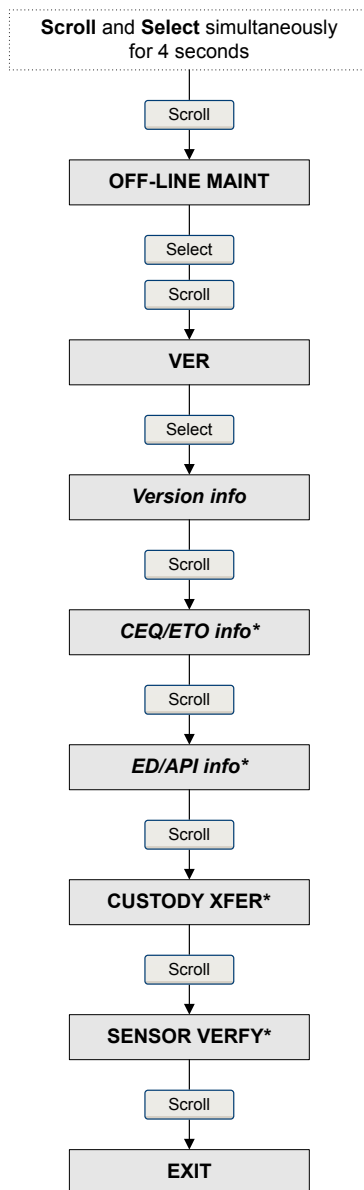 Scroll and Select simultaneously
for 4 seconds
Scroll
OFF-LINE MAINT
Select
Scroll
VER
Select
Version info
Scroll
CEQ/ETO info*
Scroll
ED/API info*
Scroll
CUSTODY XFER*
Scroll
SENSOR VERFY*
Scroll
EXIT